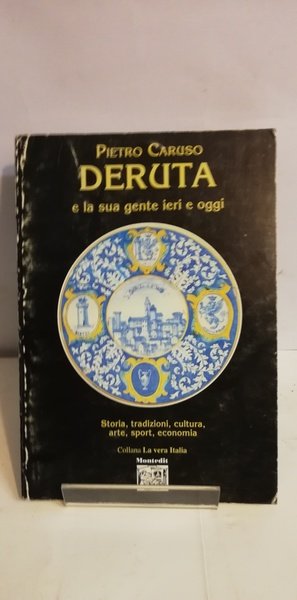 PIETRO CARUSO
DERUTA
e la sua gente ieri e oggi
Storia, tradizioni, cultura,
arte, sport, economia
Collana La vera Italia
Montedit